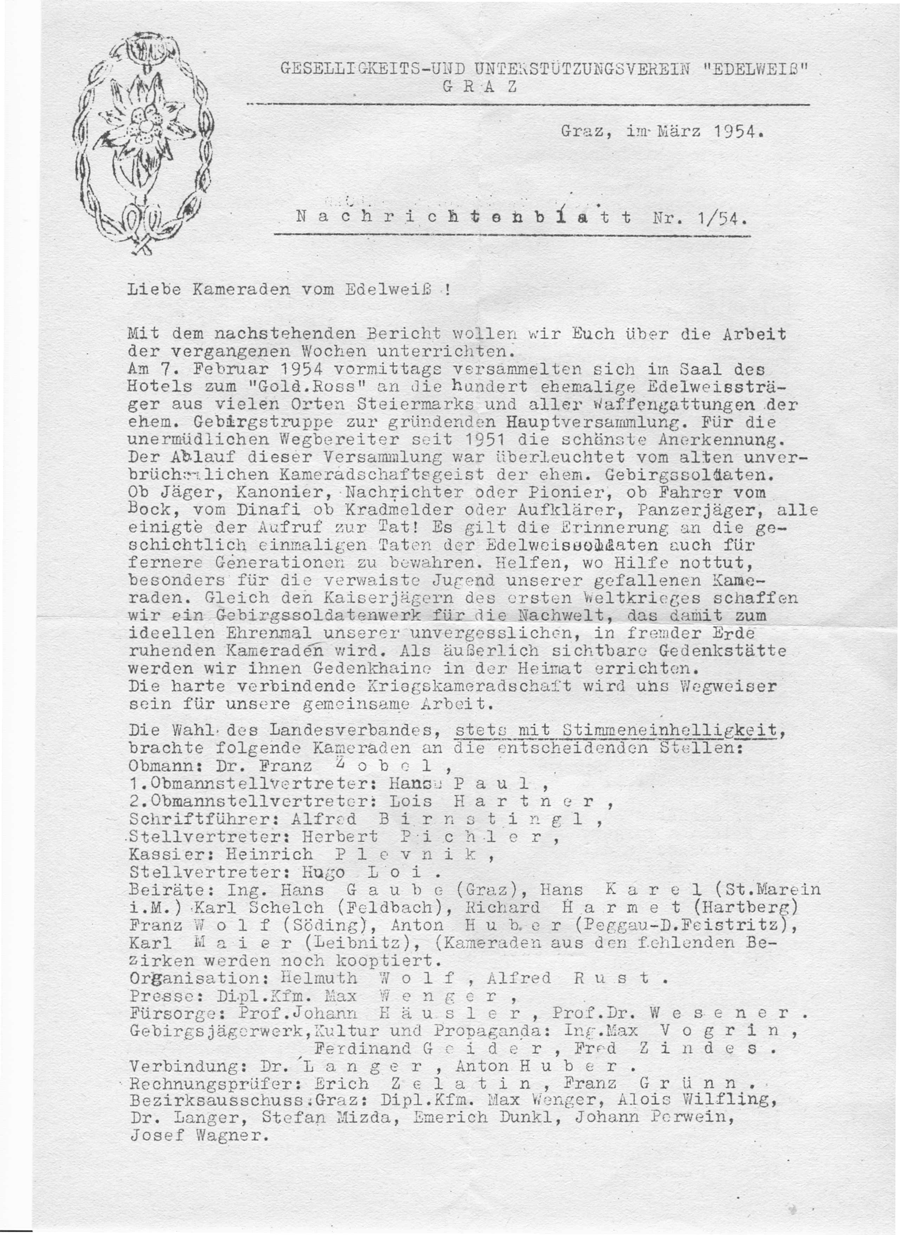 GESELLIGKEITS-UND UNTERSTÜTZUNGSVEREIN "EDELWEIß"
G R A Z
Graz, im März 1954.
N a c h r i c h t e n b l a t t Nr. 1/54.
Liebe Kameraden vom Edelweiß !
Mit dem nachstehenden Bericht wollen wir Euch über die Arbeit
der vergangenen Wochen unterrichten.
Am 7. Februar 1954 vormittags versammelten sich im Saal des
Hotels zum "Gold.Ross" an die hundert ehemalige Edelweissträ-
ger aus vielen Orten Steiermarks und aller Waffengattungen der
ehem. Gebirgstruppe zur gründenden Hauptversammlung. Für die
unermüdlichen Wegbereiter seit 1951 die schönste Anerkennung.
Der Ablauf dieser Versammlung war überleuchtet vom alten unver-
brüchlichen Kameradschaftsgeist der ehem. Gebirgssoldaten.
Ob Jäger, Kanonier, Nachrichter oder Pionier, ob Fahrer vom
Bock, vom Dinafi ob Kradmelder oder Aufklärer, Panzerjäger, alle
einigte der Aufruf zur Tat! Es gilt die Erinnerung an die ge-
schichtlich einmaligen Taten der Edelweissoldaten auch für
fernere Generationen zu bewahren. Helfen, wo Hilfe nottut,
besonders für die verwaiste Jugend unserer gefallenen Kame-
raden. Gleich den Kaiserjägern des ersten Weltkrieges schaffen
wir ein Gebirgssoldatenwerk für die Nachwelt, das damit zum
ideellen Ehrenmal unserer unvergesslichen, in fremder Erde
ruhenden Kameraden wird. Als äußerlich sichtbare Gedenkstätte
werden wir ihnen Gedenkhaine in der Heimat errichten.
Die harte verbindende Kriegskameradschaft wird uns Wegweiser
sein für unsere gemeinsame Arbeit.
Die Wahl des Landesverbandes, stets mit Stimmeneinhelligkeit,
brachte folgende Kameraden an die entscheidenden Stellen:
Obmann: Dr. Franz Z o b e l ,
1.Obmannstellvertreter: Hans P a u l ,
2.Obmannstellvertreter: Lois H a r t n e r ,
Schriftführer: Alfred B i r n s t i n g l ,
Stellvertreter: Herbert P i c h l e r ,
Kassier: Heinrich P l e v n i k ,
Stellvertreter: Hugo L o i .
Beiräte: Ing. Hans G a u b e (Graz), Hans K a r e l (St.Marein
i.M.) Karl Schelch (Feldbach), Richard H a r m e t (Hartberg)
Franz W o l f (Söding), Anton H u b e r (Peggau-D.Feistritz),
Karl M a i e r (Leibnitz), (Kameraden aus den fehlenden Be-
zirken werden noch kooptiert.
Organisation: Helmuth W o l f , Alfred R u s t .
Presse: Dipl.Kfm. Max W e n g e r ,
Fürsorge: Prof.Johann H ä u s l e r , Prof.Dr. W e s e n e r .
Gebirgsjägerwerk,Kultur und Propaganda: Ing.Max V o g r i n ,
Ferdinand G e i d e r , Fred Z i n d e s .
Verbindung: Dr. L a n g e r , Anton H u b e r .
Rechnungsprüfer: Erich Z e l a t i n , Franz G r ü n n .
Bezirksausschuss.Graz: Dipl.Kfm. Max Wenger, Alois Wilfling,
Dr. Langer, Stefan Mizda, Emerich Dunkl, Johann Perwein,
Josef Wagner.